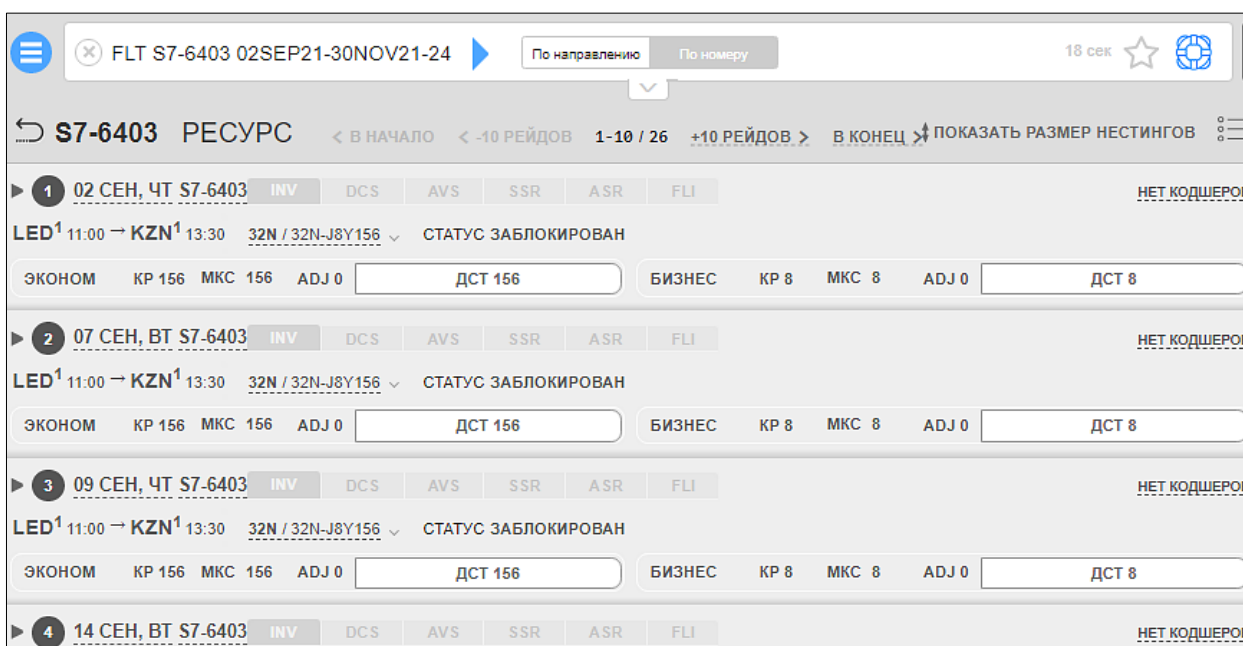 FLT S7-6403 02SEP21-30NOV21-24 По направлению По номеру 18 сек
S7-6403 РЕСУРС < В НАЧАЛО < -10 РЕЙДОВ 1-10 / 26 +10 РЕЙДОВ > В КОНЕЦ > ПОКАЗАТЬ РАЗМЕР НЕСТИНГОВ
1 02 СЕН, ЧТ S7-6403 INV DCS AVS SSR ASR FLI НЕТ КОДШЕРОВ
LED1 11:00 → KZN1 13:30 32N / 32N-J8Y156 СТАТУС ЗАБЛОКИРОВАН
ЭКОНОМ КР 156 МКС 156 ADJ 0 ДСТ 156 БИЗНЕС КР 8 МКС 8 ADJ 0 ДСТ 8
2 07 СЕН, ВТ S7-6403 INV DCS AVS SSR ASR FLI НЕТ КОДШЕРОВ
LED1 11:00 → KZN1 13:30 32N / 32N-J8Y156 СТАТУС ЗАБЛОКИРОВАН
ЭКОНОМ КР 156 МКС 156 ADJ 0 ДСТ 156 БИЗНЕС КР 8 МКС 8 ADJ 0 ДСТ 8
3 09 СЕН, ЧТ S7-6403 INV DCS AVS SSR ASR FLI НЕТ КОДШЕРОВ
LED1 11:00 → KZN1 13:30 32N / 32N-J8Y156 СТАТУС ЗАБЛОКИРОВАН
ЭКОНОМ КР 156 МКС 156 ADJ 0 ДСТ 156 БИЗНЕС КР 8 МКС 8 ADJ 0 ДСТ 8
4 14 СЕН, ВТ S7-6403 INV DCS AVS SSR ASR FLI НЕТ КОДШЕРОВ